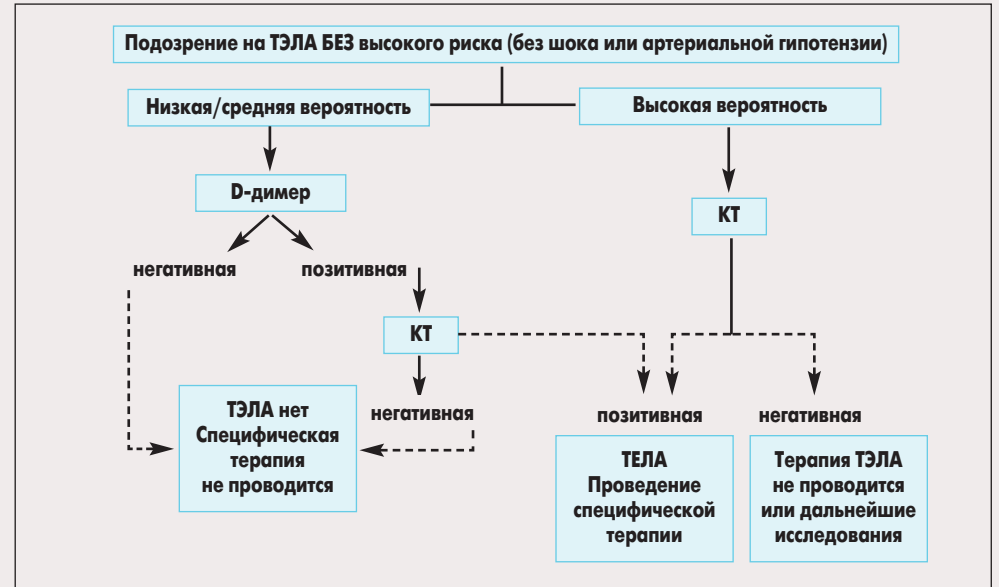 Подозрение на ТЭЛА БЕЗ высокого риска (без шока или артериальной гипотензии)
Низкая/средняя вероятность
Высокая вероятность
D-димер
КТ
негативная
позитивная
КТ
негативная
позитивная
негативная
ТЭЛА нет
Специфическая
терапия
не проводится
ТЕЛА
Проведение
специфической
терапии
Терапия ТЭЛА
не проводится
или дальнейшие
исследования